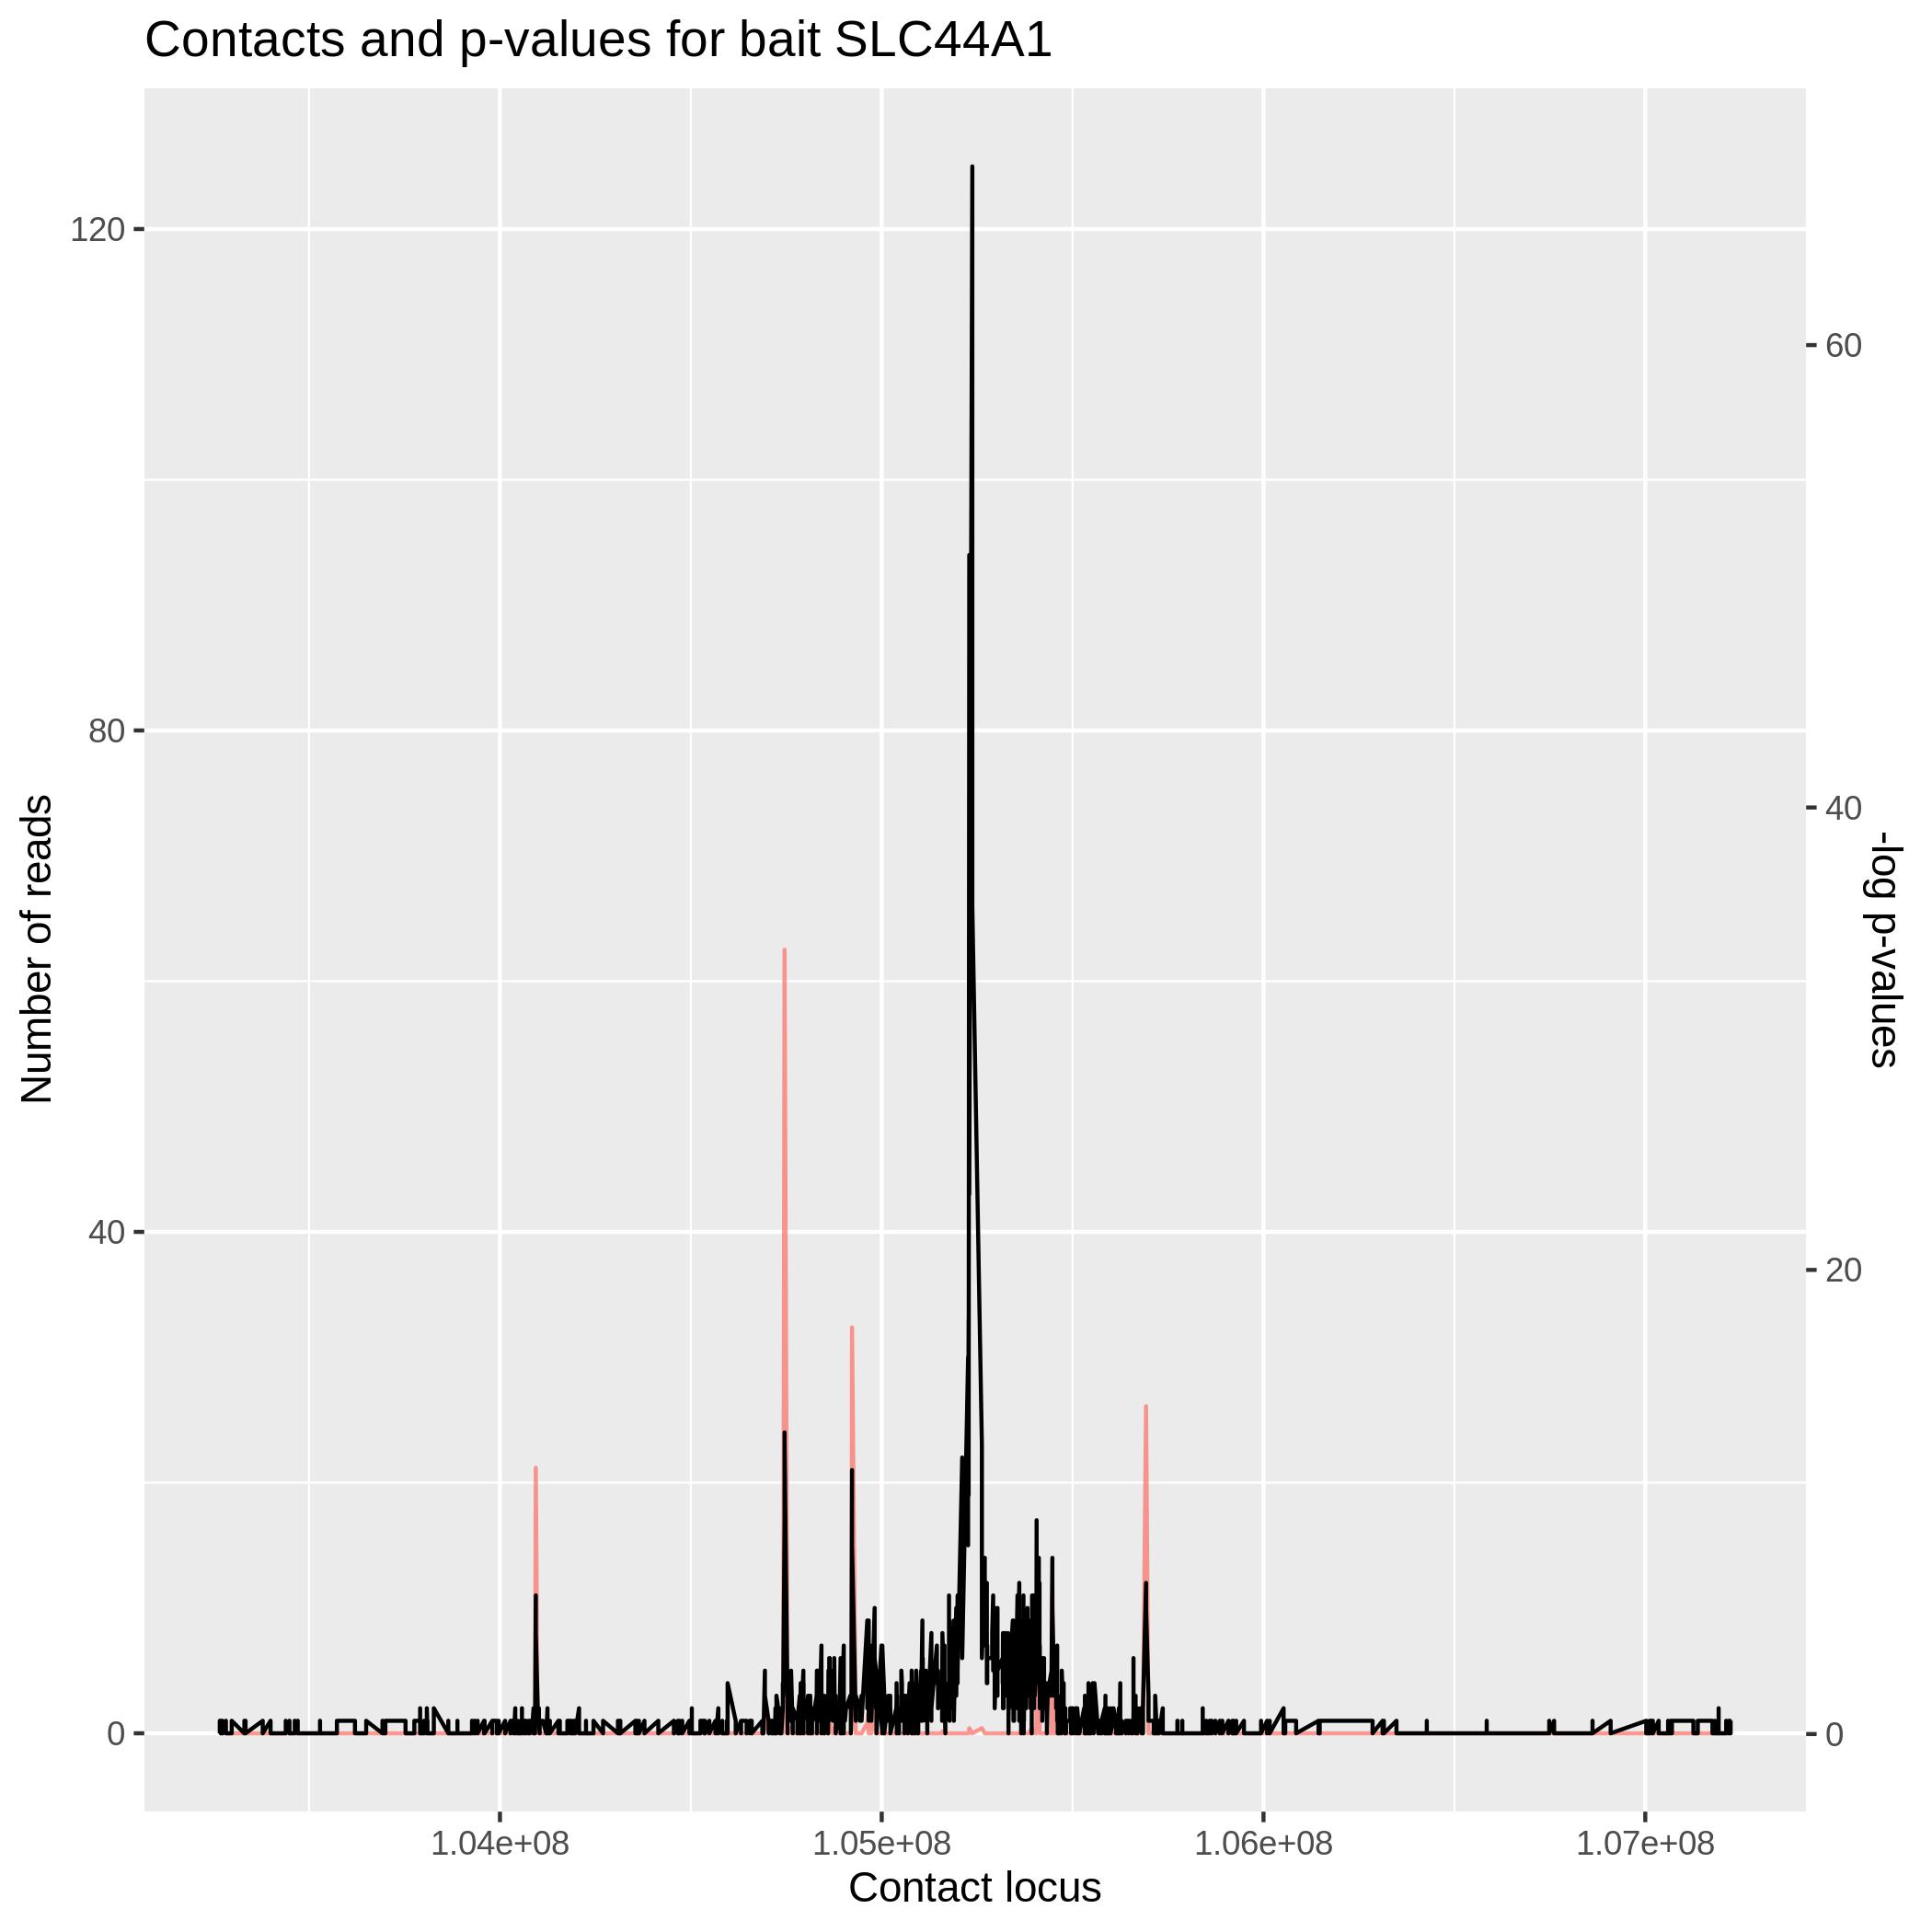 Contacts and p-values for bait SLC44A1
120
80
40
0
Number of reads
60
40
20
0
-log p-values
1.04e+08
1.05e+08
1.06e+08
1.07e+08
Contact locus